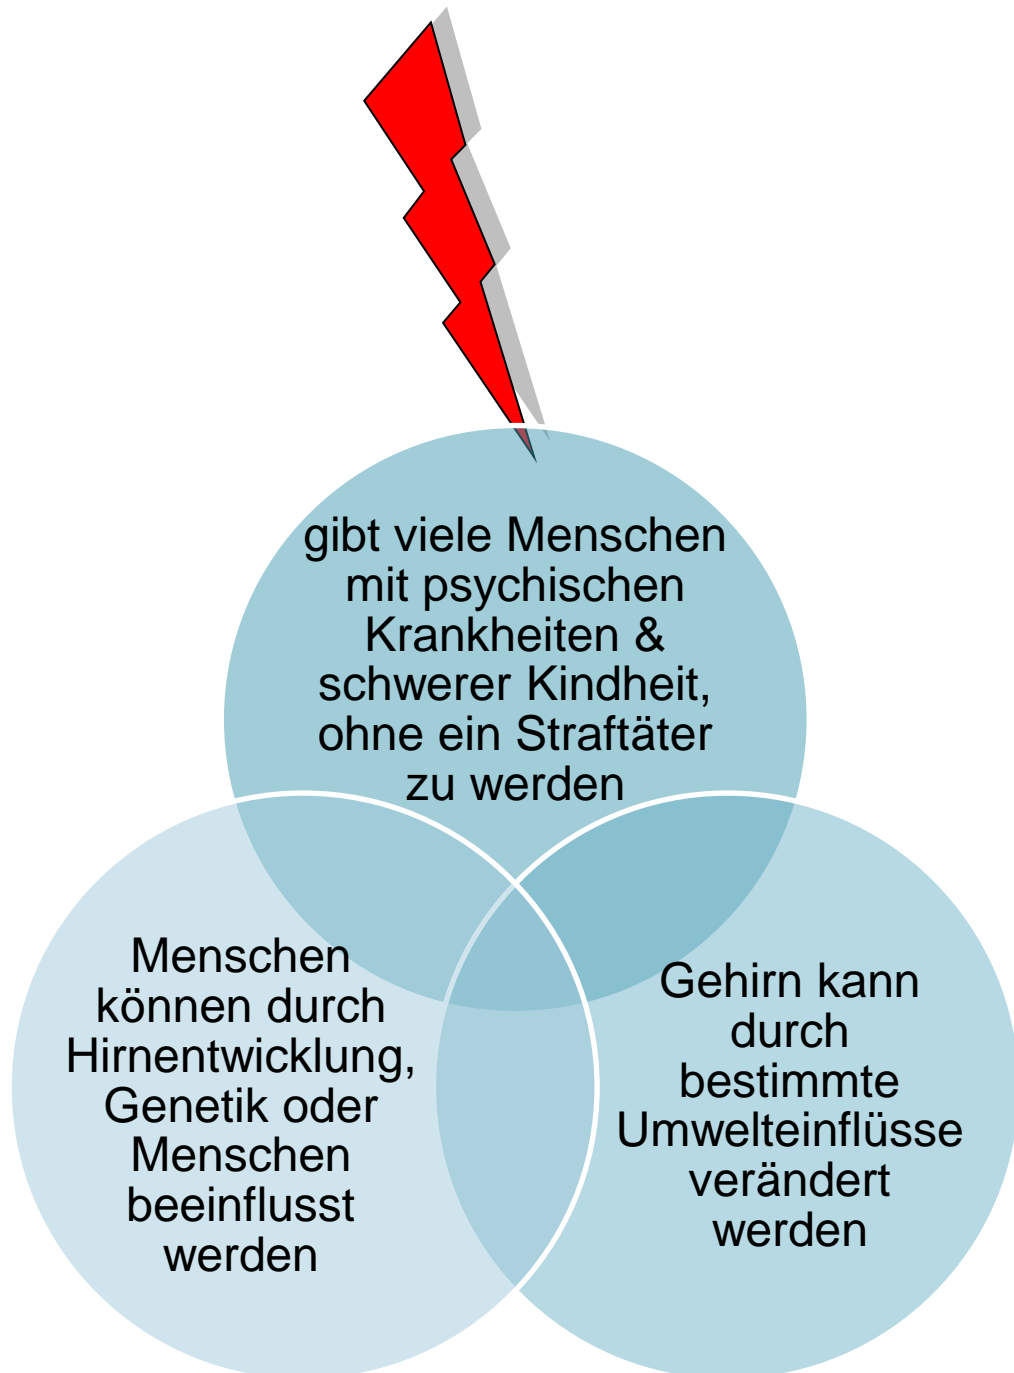 gibt viele Menschen
mit psychischen
Krankheiten &
schwerer Kindheit,
ohne ein Straftäter
zu werden
Menschen
können durch
Hirnentwicklung,
Genetik oder
Menschen
beeinflusst
werden
Gehirn kann
durch
bestimmte
Umwelteinflüsse
verändert
werden